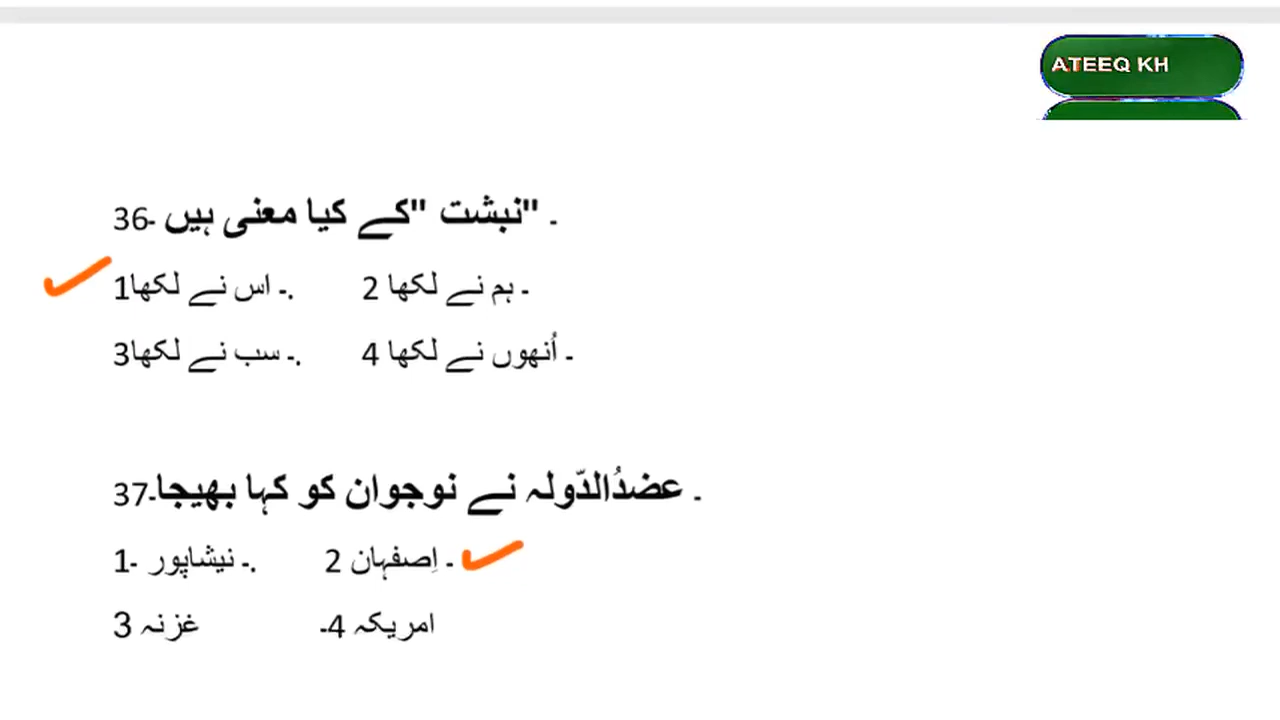 ATEEQ KH
36۔ "نبشت "کے کیا معنی ہیں ۔
1۔ اس نے لکھا. 2 ہم نے لکھا ۔
3۔ سب نے لکھا. 4 اُنھوں نے لکھا ۔
37۔عضدُالدّولہ نے نوجوان کو کہا بھیجا ۔
1۔ نیشاپور ۔. 2 اِصفہان ۔
3 غزنہ 4۔ امریکہ